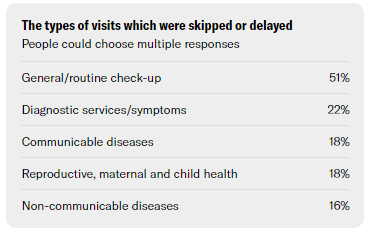 The types of visits which were skipped or delayed
People could choose multiple responses
General/routine check-up 51%
Diagnostic services/symptoms 22%
Communicable diseases 18%
Reproductive, maternal and child health 18%
Non-communicable diseases 16%